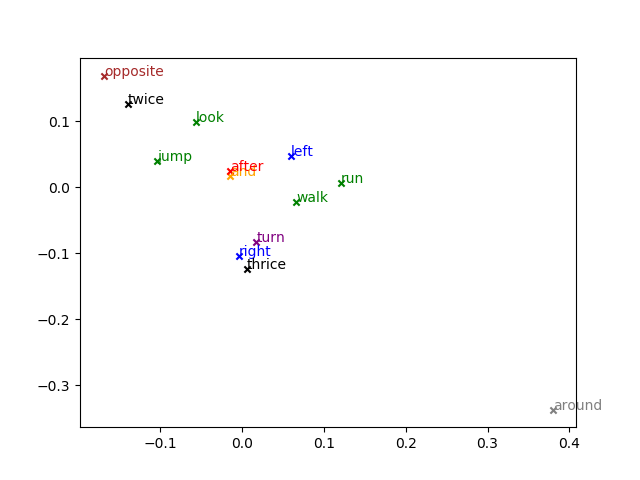 opposite
twice
look
left
jump
after
and
run
walk
turn
right
thrice
around
0.1
0.0
−0.1
−0.2
−0.3
−0.1
0.0
0.1
0.2
0.3
0.4